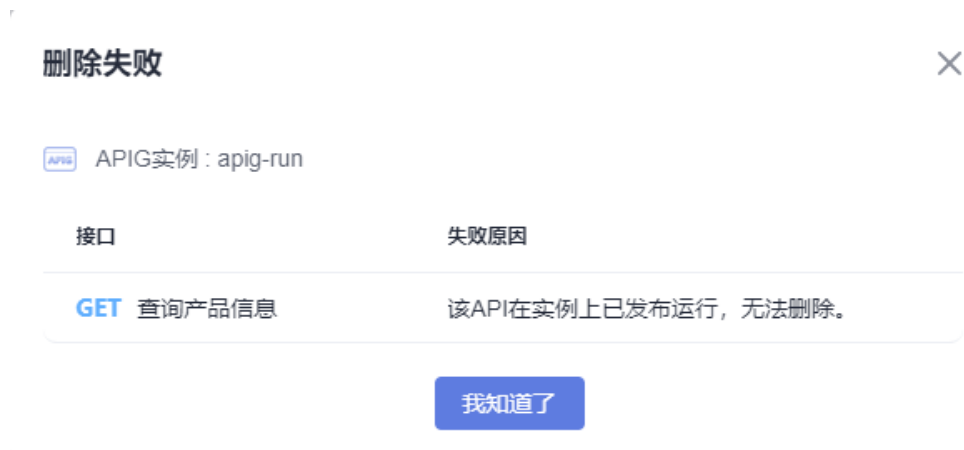 删除失败
APIG实例 : apig-run
接口 失败原因
GET 查询产品信息 该API在实例上已发布运行，无法删除。
我知道了